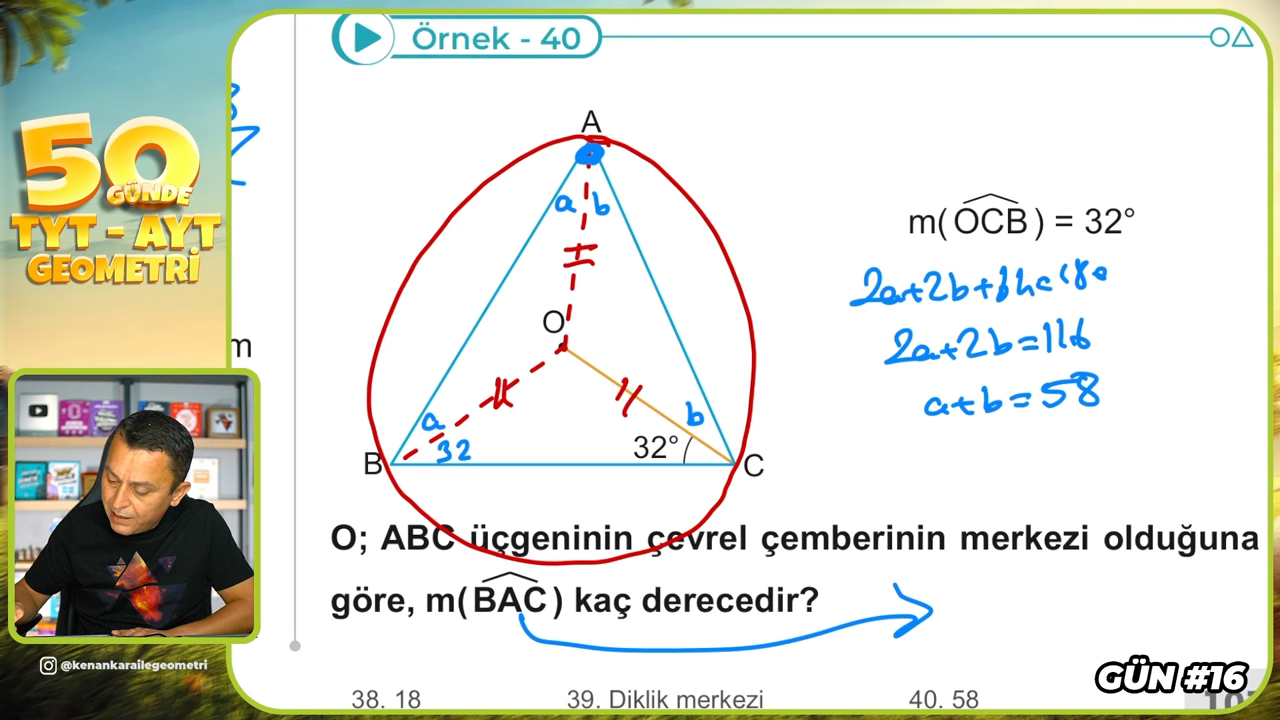 Örnek - 40
50
GÜNDE
TYT - AYT
GEOMETRİ
m
A
a b
O
a
32
b
32°
B
C
m(OCB) = 32°
2a+2b+64=180
2a+2b=116
a+b=58
O; ABC üçgeninin çevrel çemberinin merkezi olduğuna
göre, m(BAC) kaç derecedir?
@kenankarailegeometri
38. 18
39. Diklik merkezi
40. 58
GÜN #16